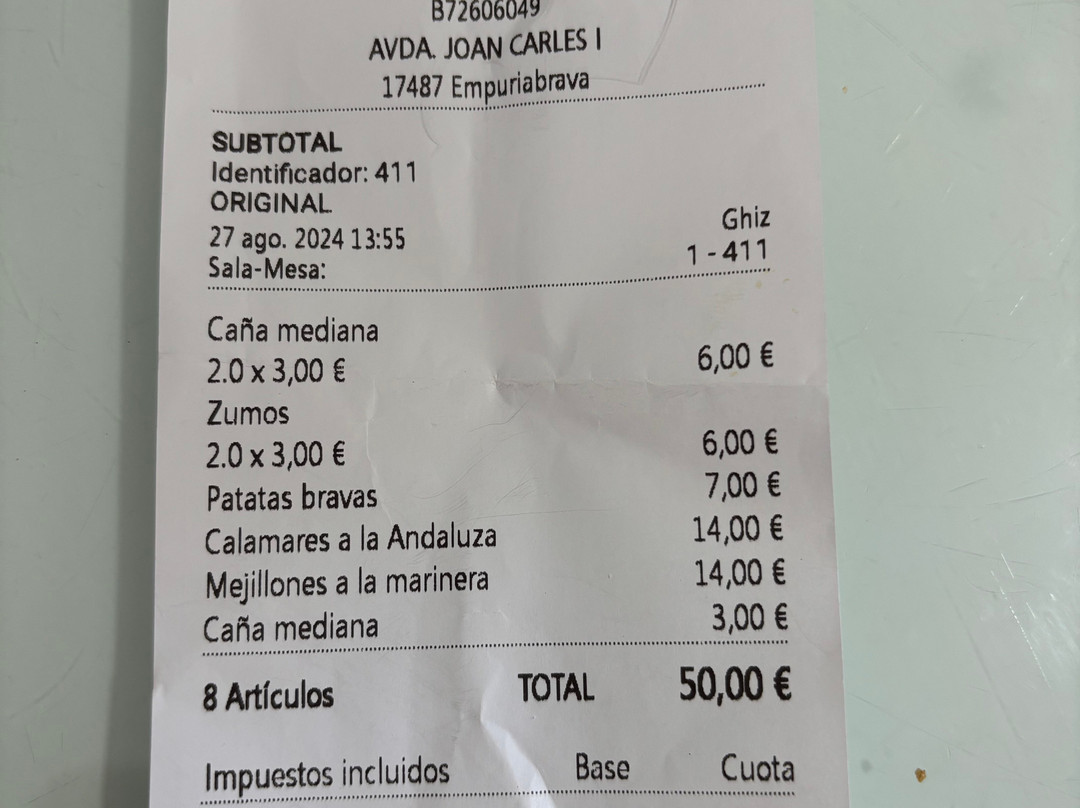 B72606049
AVDA. JOAN CARLES I
17487 Empuriabrava
SUBTOTAL
Identificador: 411
ORIGINAL
27 ago. 2024 13:55 Ghiz
Sala-Mesa: 1 - 411
Caña mediana
2.0 x 3,00 € 6,00 €
Zumos
2.0 x 3,00 € 6,00 €
Patatas bravas 7,00 €
Calamares a la Andaluza 14,00 €
Mejillones a la marinera 14,00 €
Caña mediana 3,00 €
8 Artículos TOTAL 50,00 €
Impuestos incluidos Base Cuota